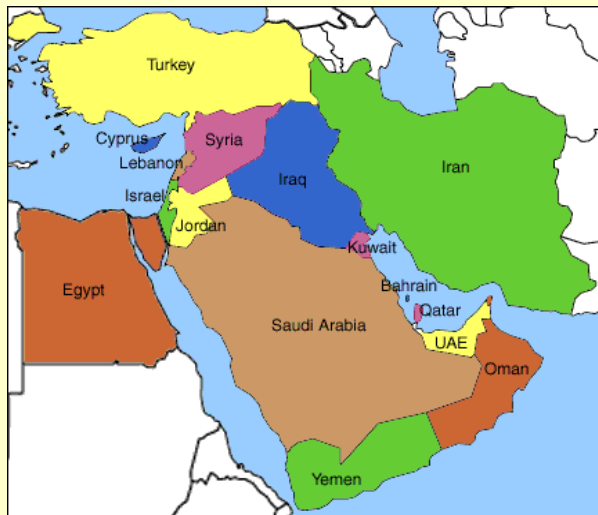 Turkey
Cyprus
Syria
Lebanon
Iraq
Iran
Israel
Jordan
Kuwait
Egypt
Bahrain
Qatar
Saudi Arabia
UAE
Oman
Yemen